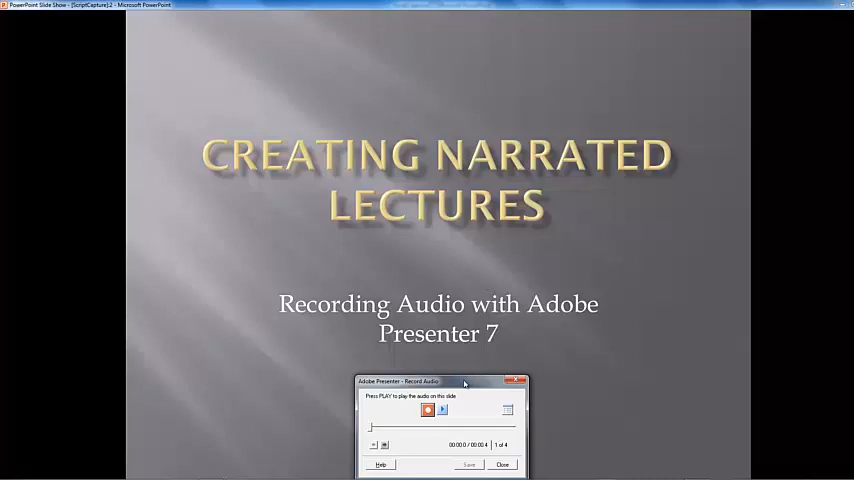 PowerPoint Slide Show - [ScriptCapture]:2 - Microsoft PowerPoint
CREATING NARRATED
LECTURES
Recording Audio with Adobe
Presenter 7
Adobe Presenter - Record Audio
Press PLAY to play the audio on this slide
00:00.0 / 00:00.4 | 1 of 4
Help
Save
Close